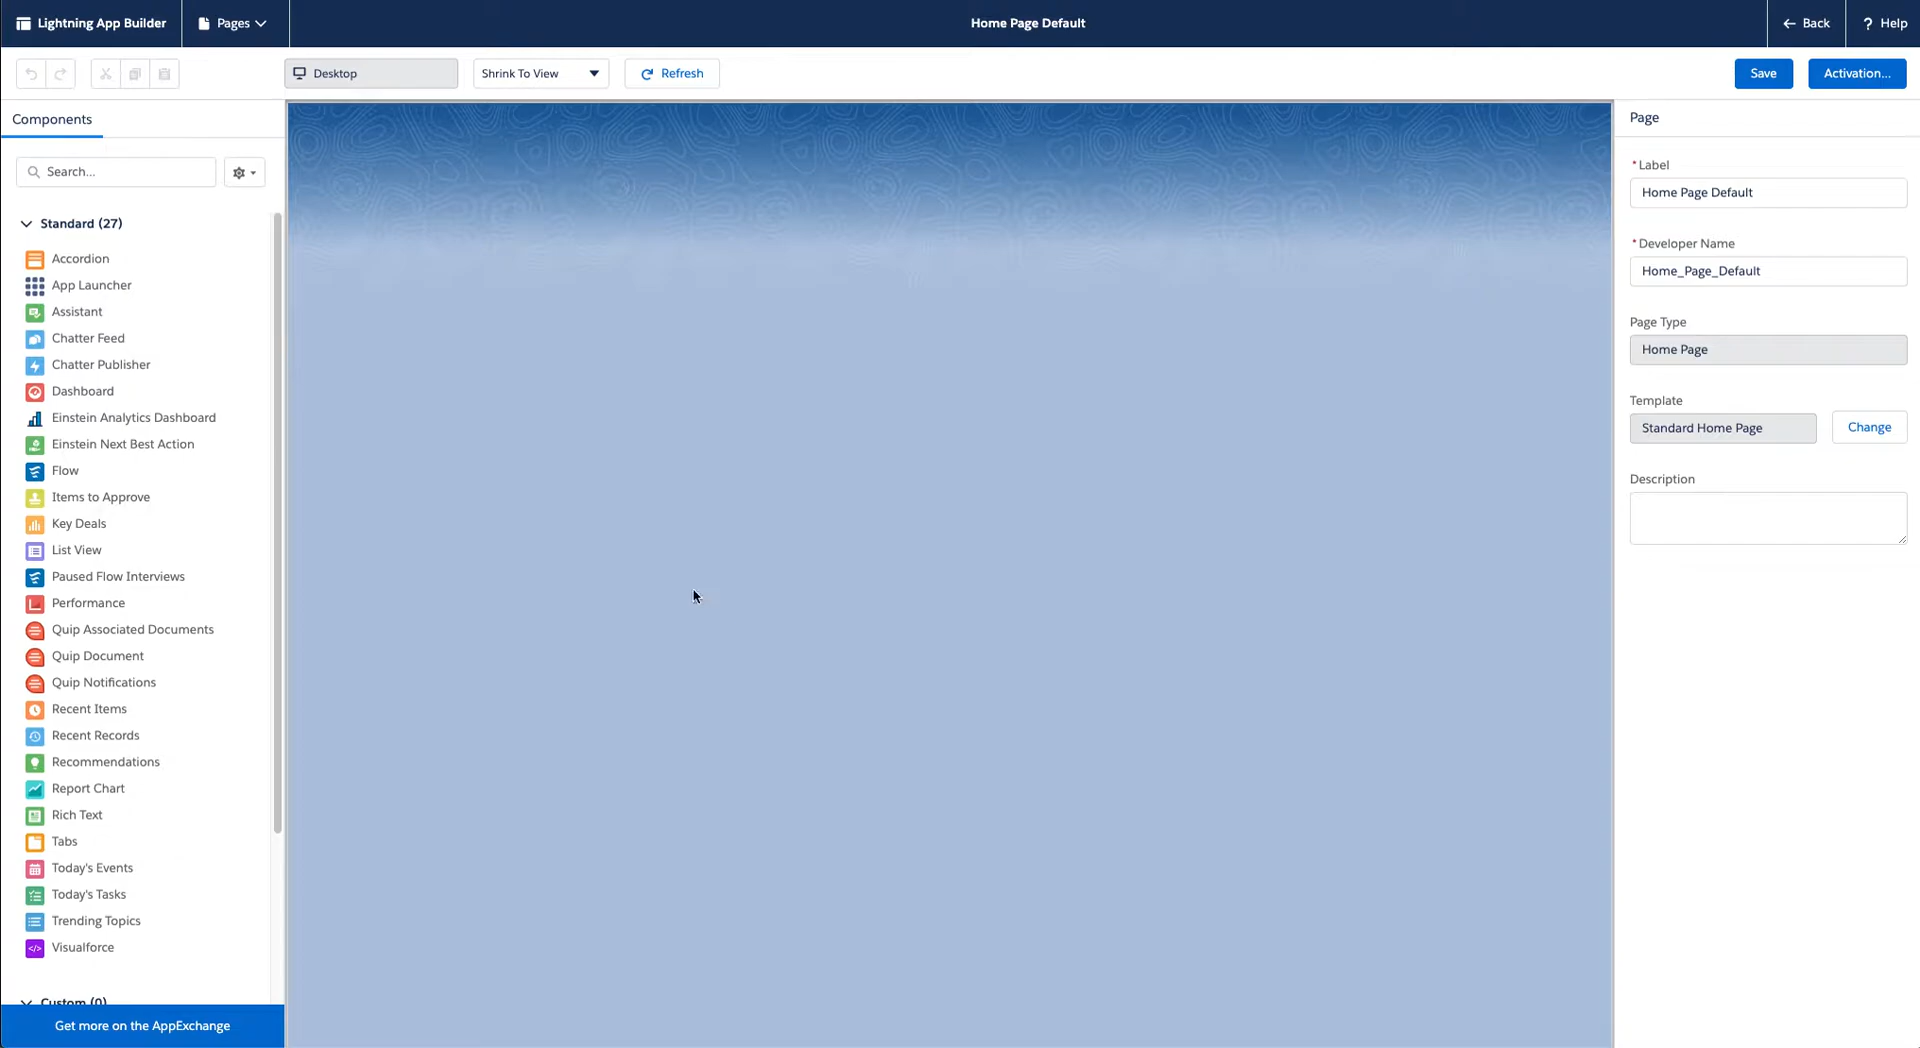 Lightning App Builder
Pages
Home Page Default
Back
? Help
Desktop
Shrink To View
Refresh
Save
Activation...
Components
Search...
Standard (27)
Accordion
App Launcher
Assistant
Chatter Feed
Chatter Publisher
Dashboard
Einstein Analytics Dashboard
Einstein Next Best Action
Flow
Items to Approve
Key Deals
List View
Paused Flow Interviews
Performance
Quip Associated Documents
Quip Document
Quip Notifications
Recent Items
Recent Records
Recommendations
Report Chart
Rich Text
Tabs
Today's Events
Today's Tasks
Trending Topics
Visualforce
Custom (0)
Get more on the AppExchange
Page
* Label
Home Page Default
* Developer Name
Home_Page_Default
Page Type
Home Page
Template
Standard Home Page
Change
Description